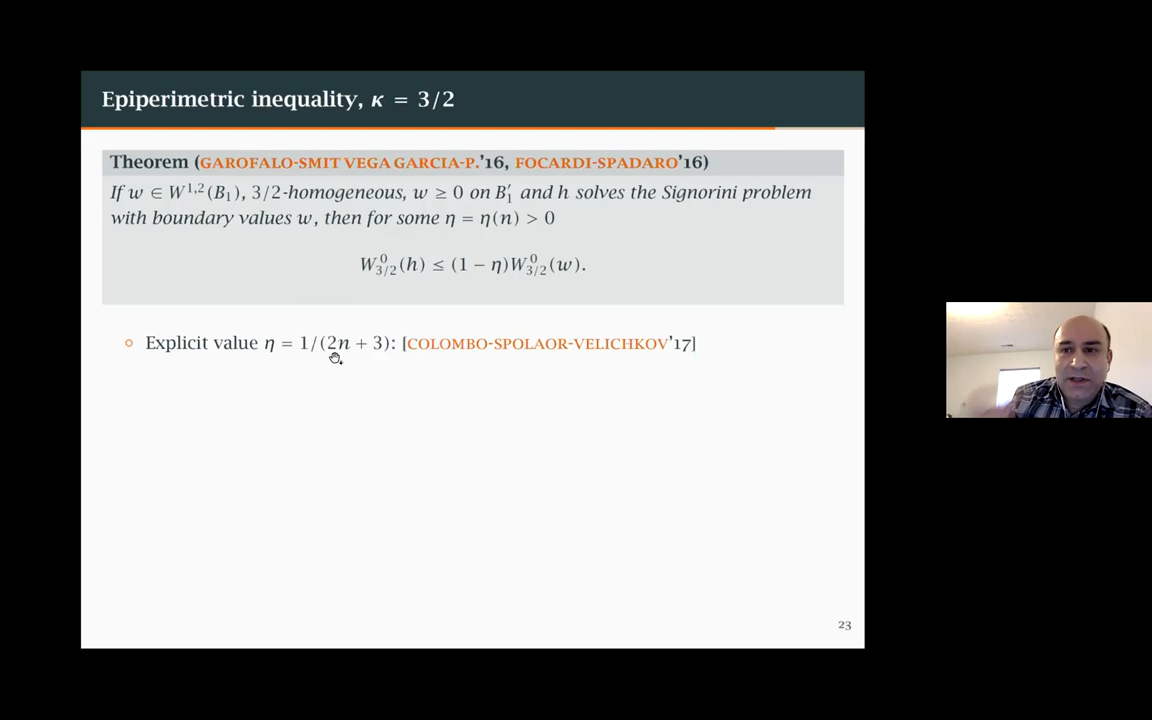 Epiperimetric inequality, κ = 3/2
Theorem (GAROFALO-SMIT VEGA GARCIA-P.'16, FOCARDI-SPADARO'16)
If w ∈ W^{1,2}(B_1), 3/2-homogeneous, w ≥ 0 on B′_1 and h solves the Signorini problem
with boundary values w, then for some η = η(n) > 0
W^0_{3/2}(h) ≤ (1 − η)W^0_{3/2}(w).
Explicit value η = 1/(2n + 3): [COLOMBO-SPOLAOR-VELICHKOV'17]
23